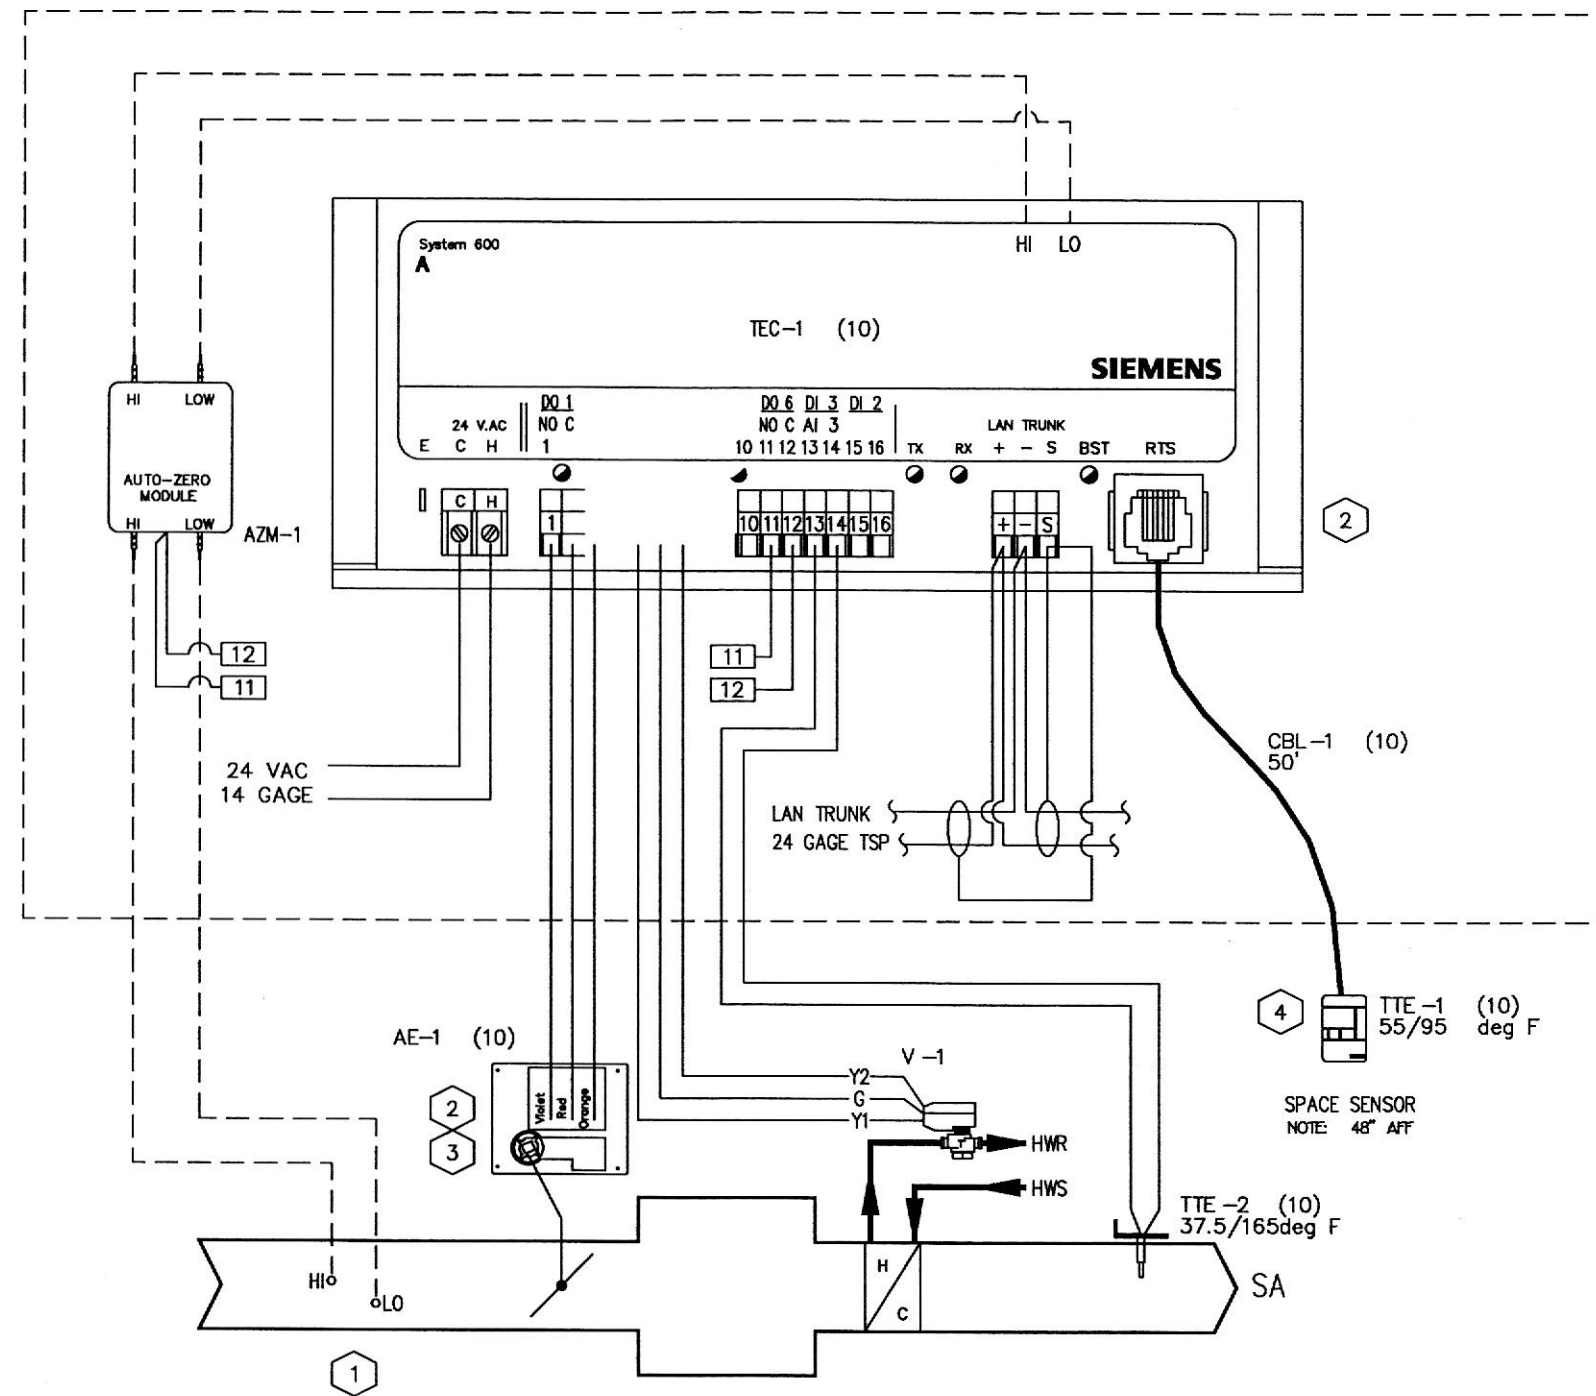 HI LO
System 600
A
TEC-1 (10)
SIEMENS
HI LOW
AUTO-ZERO
MODULE
HI LOW
AZM-1
DO 1
NO C
1
DO 6 DI 3 DI 2
NO C AI 3
10 11 12 13 14 15 16
24 V.AC
E C H
LAN TRUNK
TX RX + - S BST RTS
C H
1
10 11 12 13 14 15 16
+ - S
2
12
11
11
12
24 VAC
14 GAGE
CBL-1 (10)
50'
LAN TRUNK
24 GAGE TSP
4
TTE-1 (10)
55/95 deg F
SPACE SENSOR
NOTE: 48" AFF
AE-1 (10)
2
3
Violet
Red
Orange
V-1
Y2
G
Y1
HWR
HWS
TTE-2 (10)
37.5/165deg F
HI
LO
H
C
SA
1